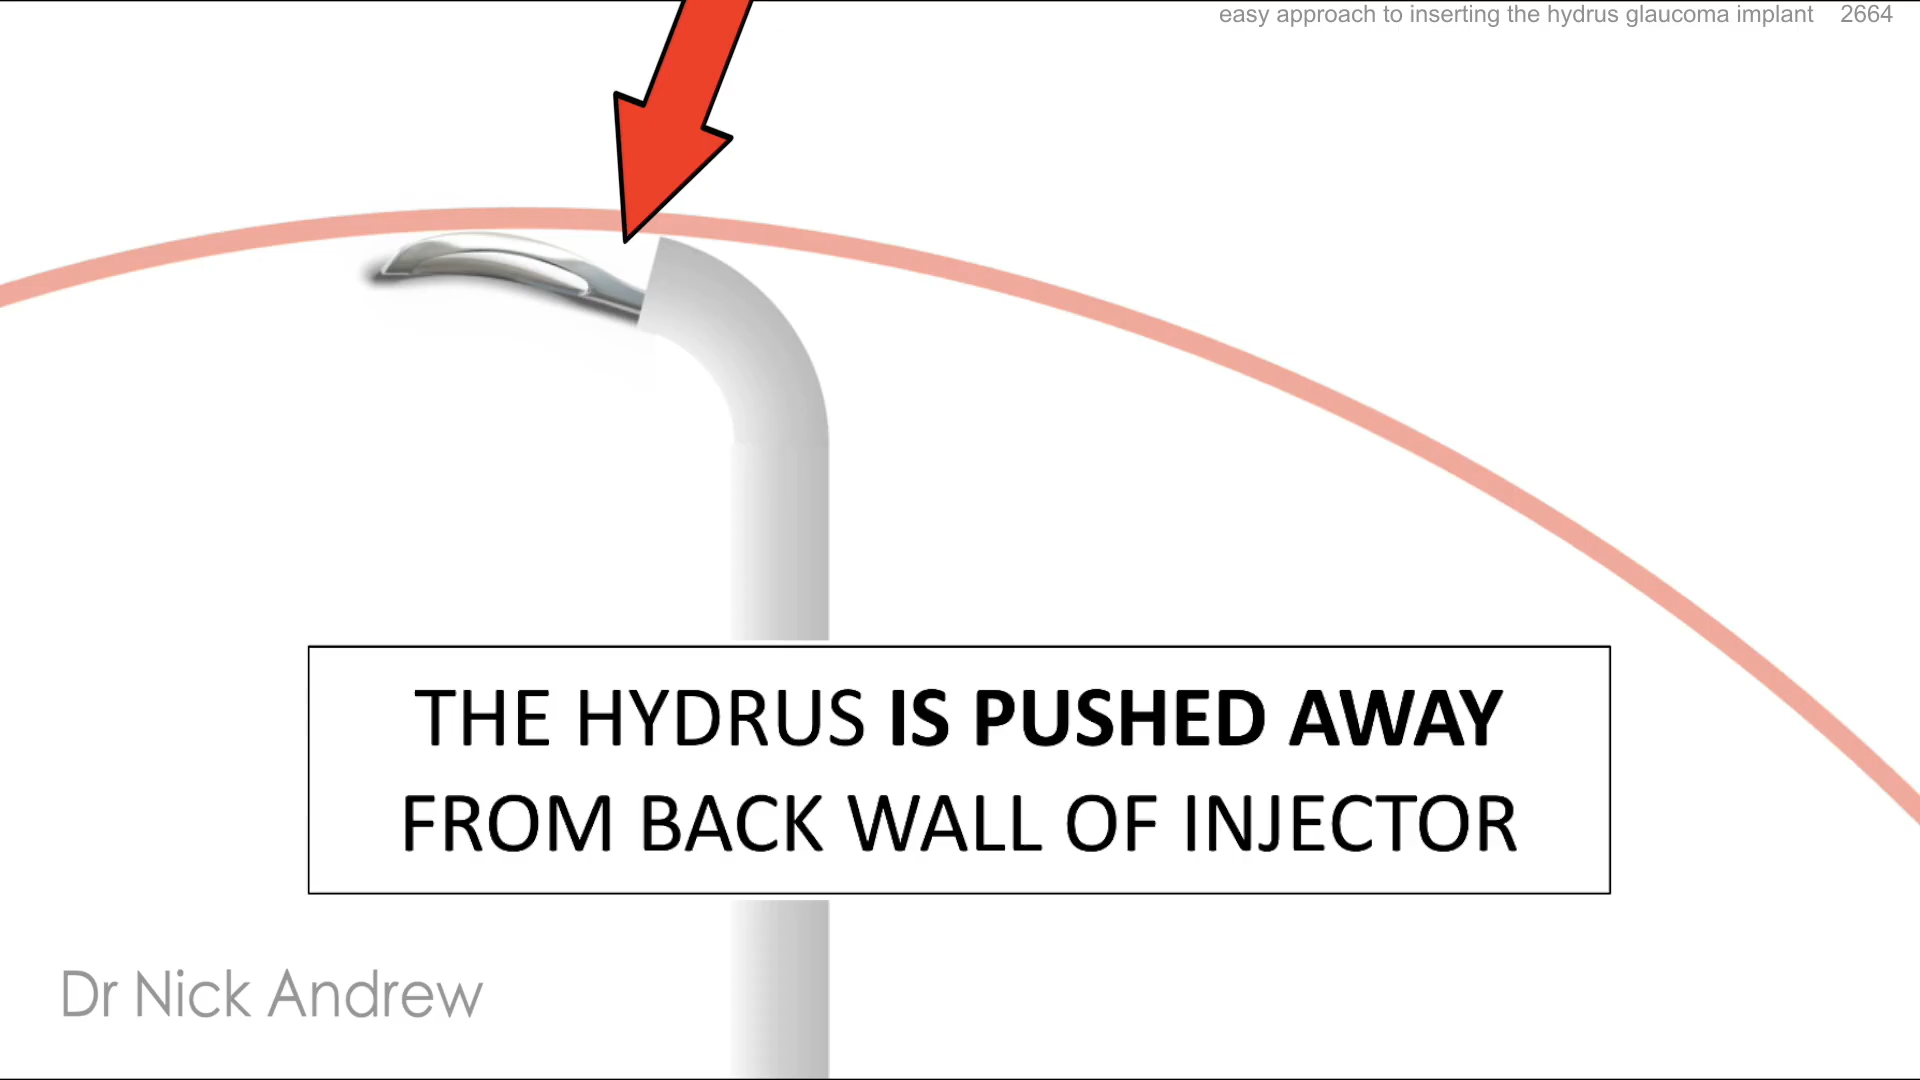 easy approach to inserting the hydrus glaucoma implant 2664
THE HYDRUS IS PUSHED AWAY
FROM BACK WALL OF INJECTOR
Dr Nick Andrew